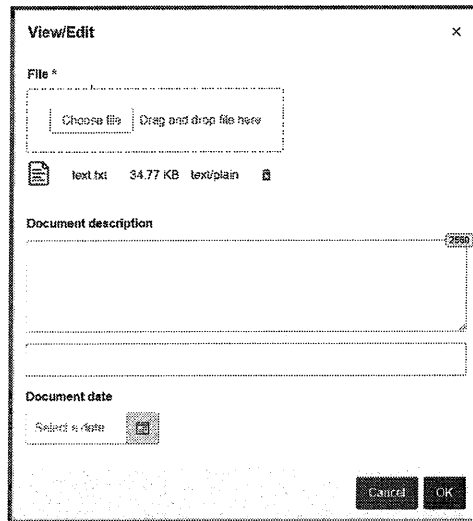 View/Edit ×
File *
Choose file Drag and drop file here
text.txt 34.77 KB text/plain
Document description
2560
Document date
Select a date
Cancel OK